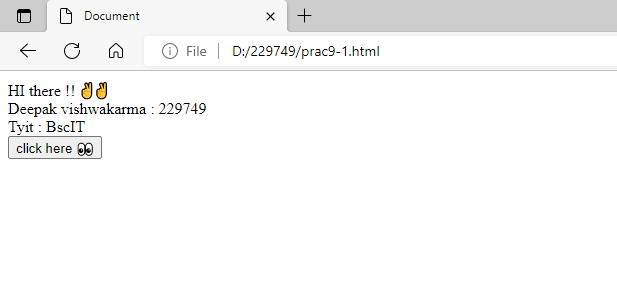 Document
File D:/229749/prac9-1.html
HI there !! ✌✌
Deepak vishwakarma : 229749
Tyit : BscIT
click here 👀